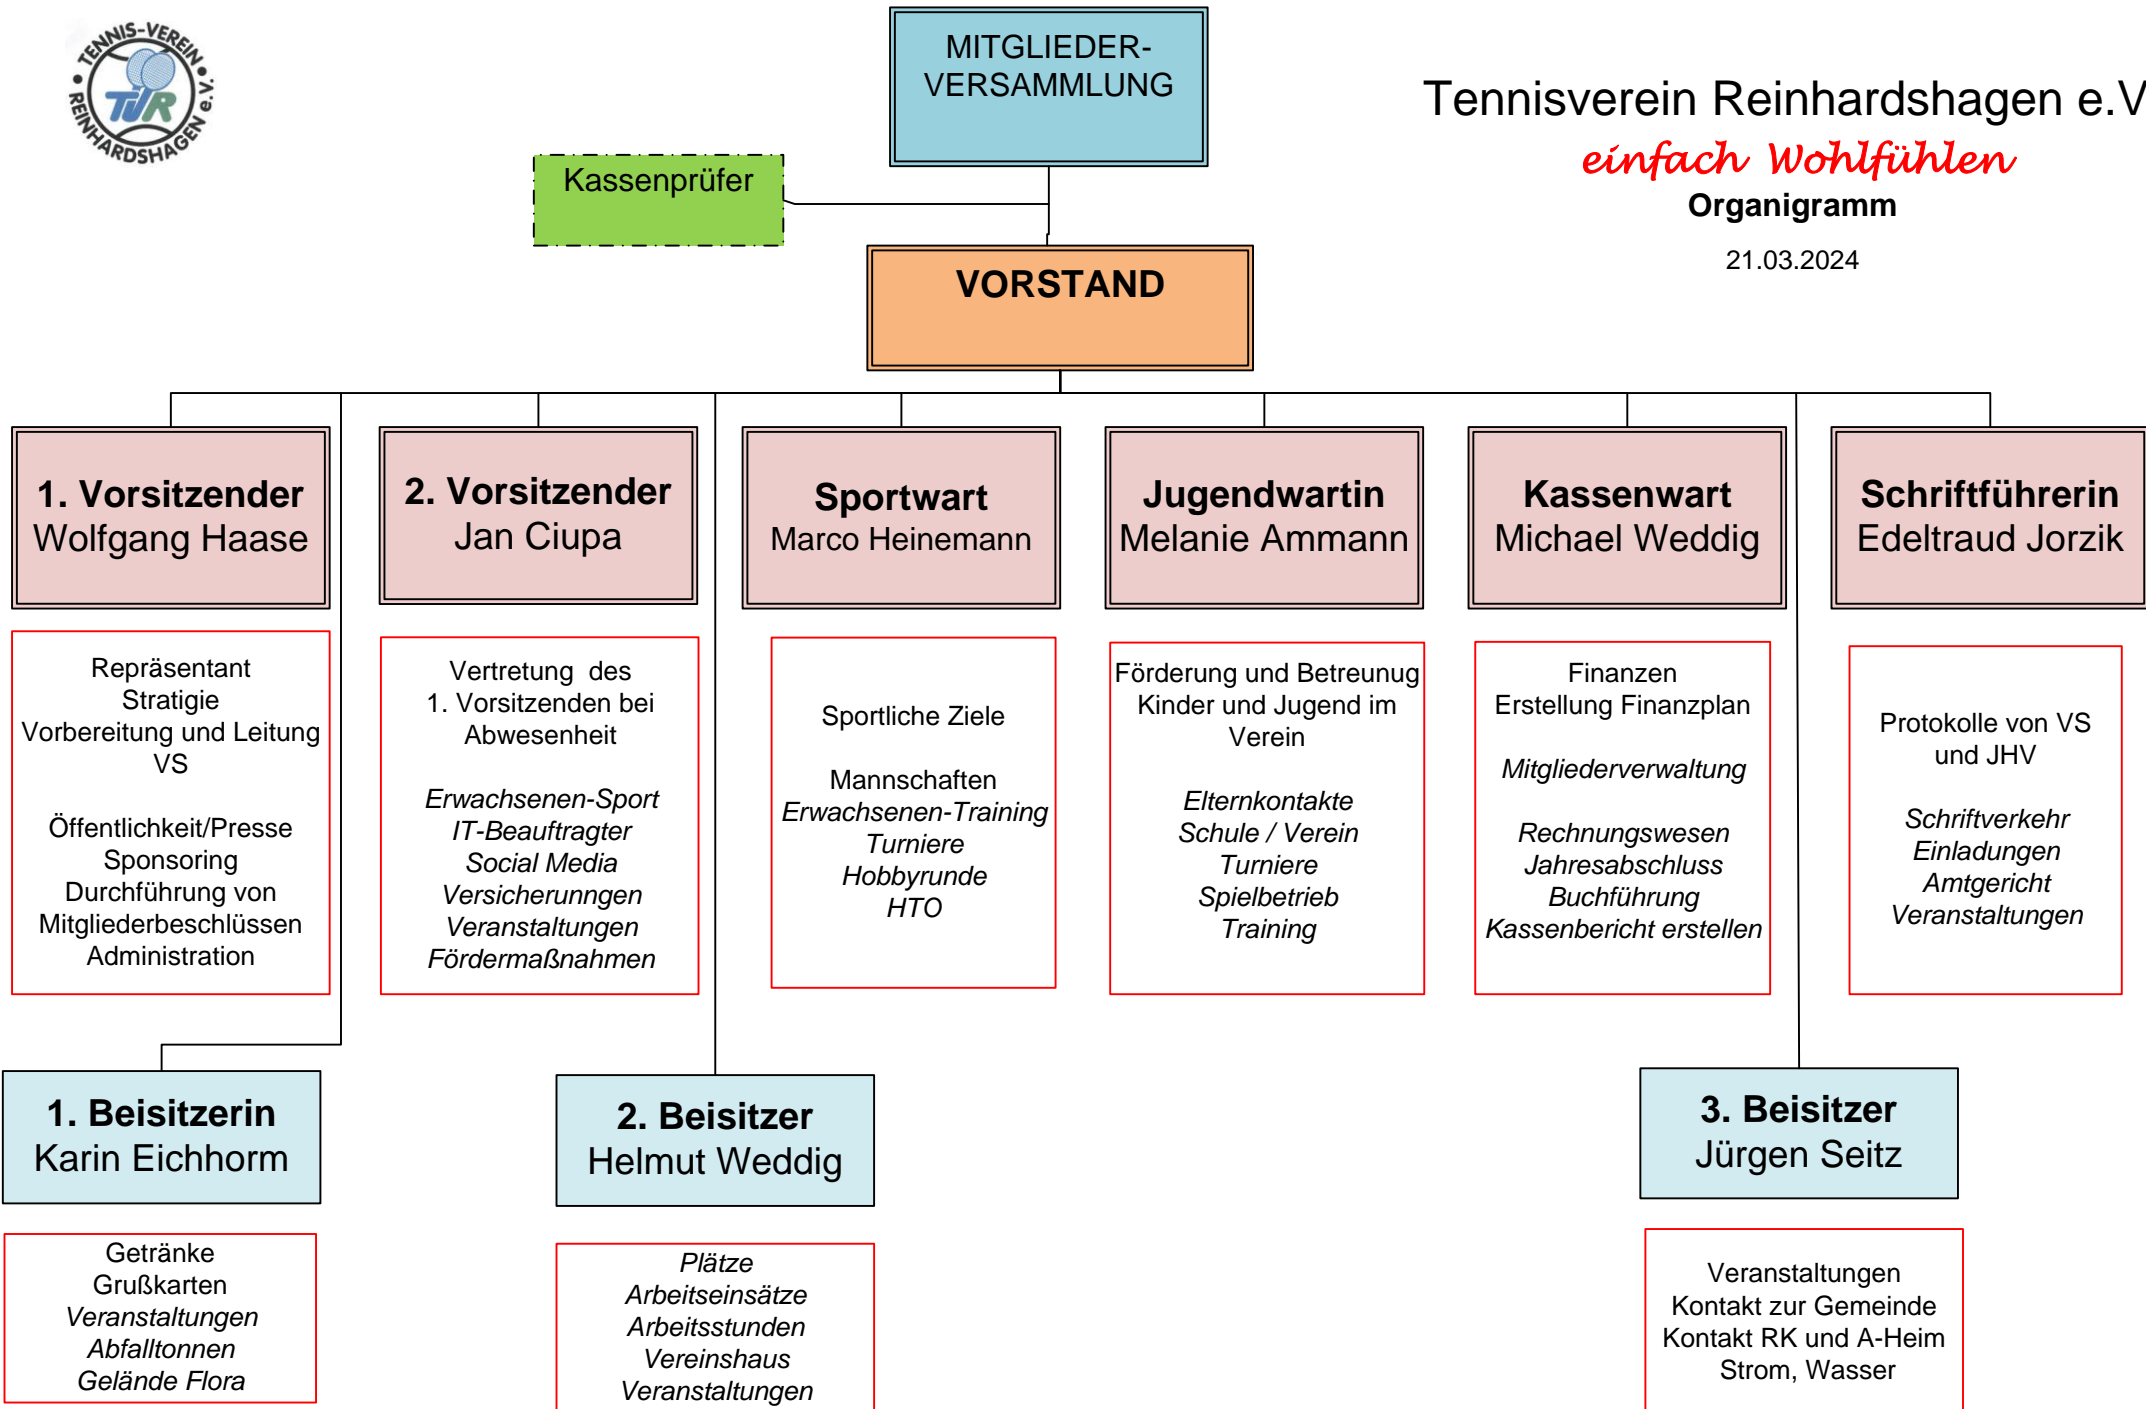 TENNIS-VEREIN
REINHARDSHAGEN e.V.
TVR
MITGLIEDER-
VERSAMMLUNG
Tennisverein Reinhardshagen e.V
einfach Wohlfühlen
Organigramm
21.03.2024
Kassenprüfer
VORSTAND
1. Vorsitzender
Wolfgang Haase
2. Vorsitzender
Jan Ciupa
Sportwart
Marco Heinemann
Jugendwartin
Melanie Ammann
Kassenwart
Michael Weddig
Schriftführerin
Edeltraud Jorzik
Repräsentant
Stratigie
Vorbereitung und Leitung
VS
Öffentlichkeit/Presse
Sponsoring
Durchführung von
Mitgliederbeschlüssen
Administration
Vertretung des
1. Vorsitzenden bei
Abwesenheit
Erwachsenen-Sport
IT-Beauftragter
Social Media
Versicherunngen
Veranstaltungen
Fördermaßnahmen
Sportliche Ziele
Mannschaften
Erwachsenen-Training
Turniere
Hobbyrunde
HTO
Förderung und Betreunug
Kinder und Jugend im
Verein
Elternkontakte
Schule / Verein
Turniere
Spielbetrieb
Training
Finanzen
Erstellung Finanzplan
Mitgliederverwaltung
Rechnungswesen
Jahresabschluss
Buchführung
Kassenbericht erstellen
Protokolle von VS
und JHV
Schriftverkehr
Einladungen
Amtgericht
Veranstaltungen
1. Beisitzerin
Karin Eichhorm
2. Beisitzer
Helmut Weddig
3. Beisitzer
Jürgen Seitz
Getränke
Grußkarten
Veranstaltungen
Abfalltonnen
Gelände Flora
Plätze
Arbeitseinsätze
Arbeitsstunden
Vereinshaus
Veranstaltungen
Veranstaltungen
Kontakt zur Gemeinde
Kontakt RK und A-Heim
Strom, Wasser